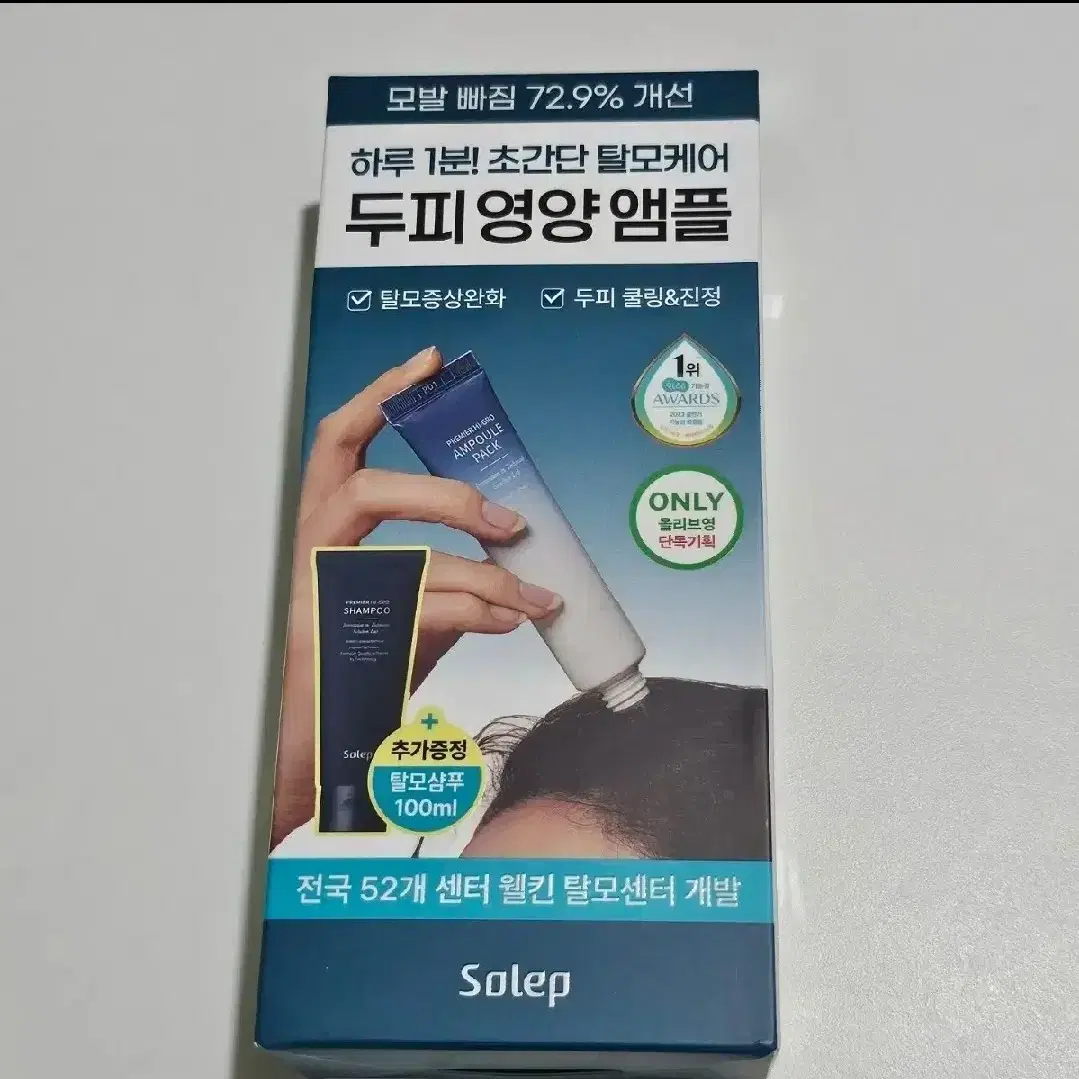 모발 빠짐 72.9% 개선
하루 1분! 초간단 탈모케어
두피 영양 앰플
탈모증상완화
두피 쿨링&진정
1위
AWARDS
ONLY
올리브영
단독기획
AMPOULE
PACK
SHAMPOO
Solep
+
추가증정
탈모샴푸
100ml
전국 52개 센터 웰킨 탈모센터 개발
Solep